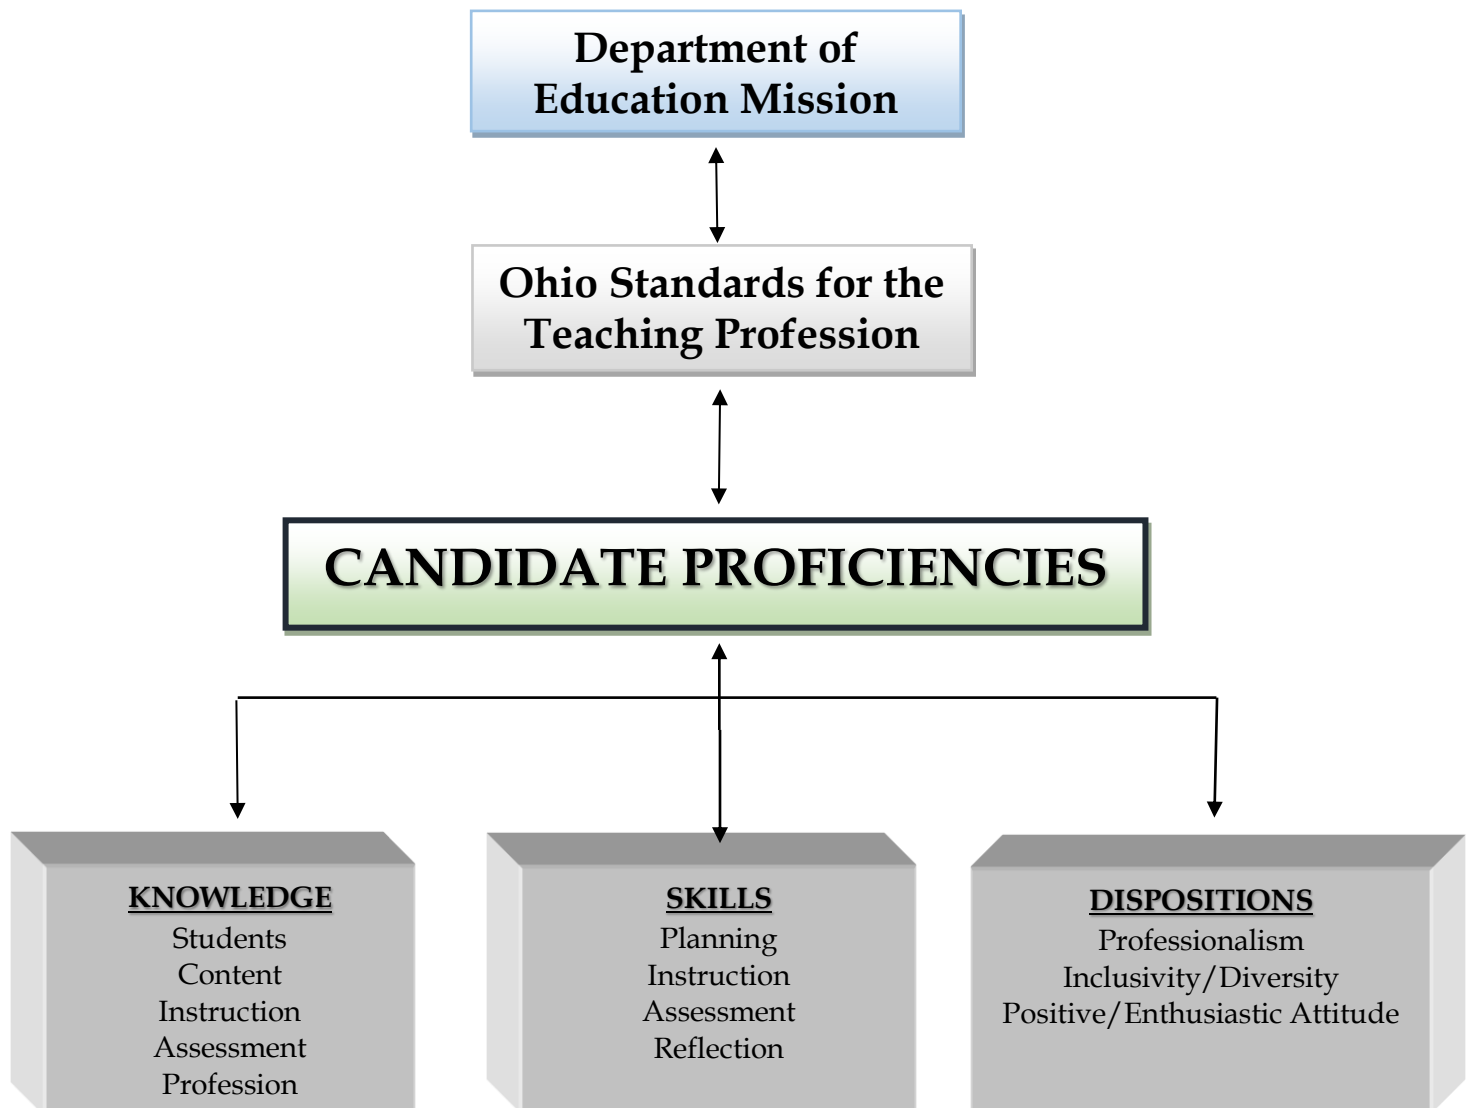 Department of
Education Mission
Ohio Standards for the
Teaching Profession
CANDIDATE PROFICIENCIES
KNOWLEDGE
Students
Content
Instruction
Assessment
Profession
SKILLS
Planning
Instruction
Assessment
Reflection
DISPOSITIONS
Professionalism
Inclusivity/Diversity
Positive/Enthusiastic Attitude